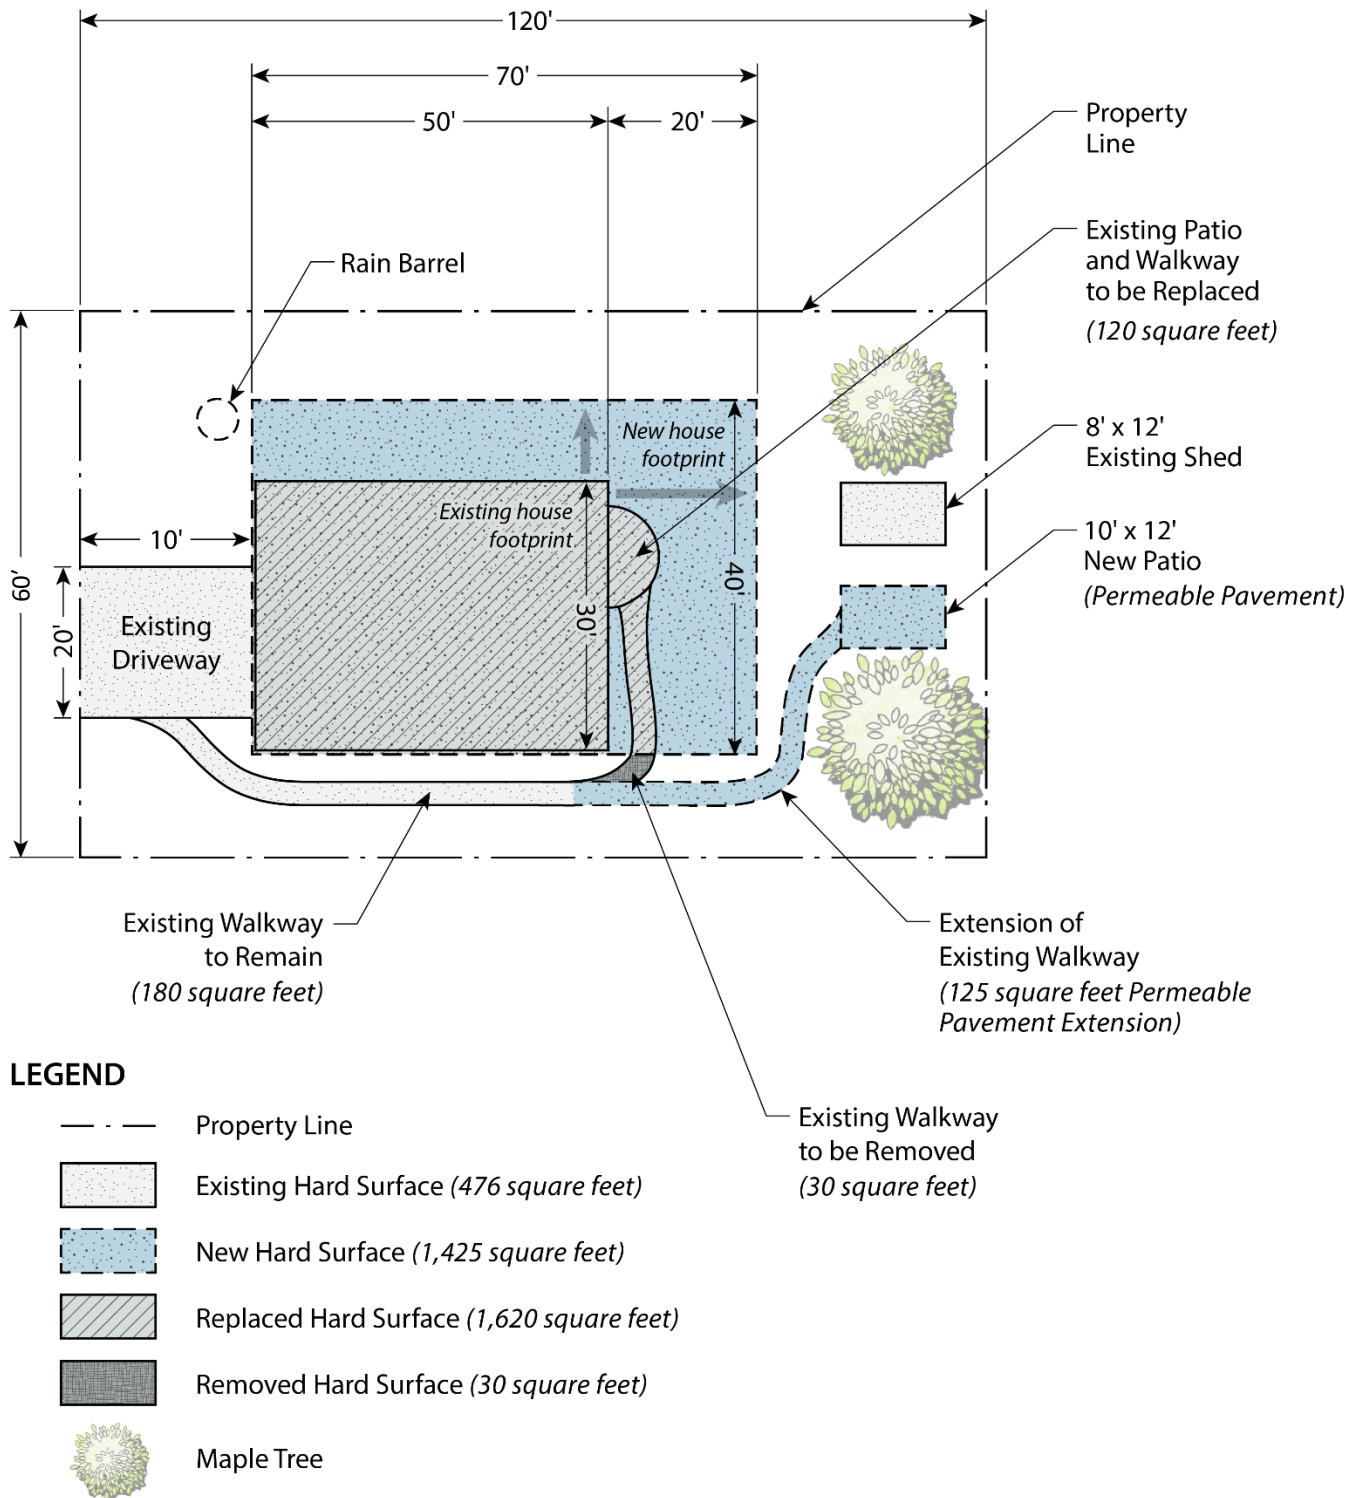 120'
70'
50'
20'
Property
Line
Existing Patio
and Walkway
to be Replaced
(120 square feet)
Rain Barrel
New house
footprint
8' x 12'
Existing Shed
Existing house
footprint
10' x 12'
New Patio
(Permeable Pavement)
10'
60'
20'
Existing
Driveway
30'
40'
Existing Walkway
to Remain
(180 square feet)
Extension of
Existing Walkway
(125 square feet Permeable
Pavement Extension)
Existing Walkway
to be Removed
(30 square feet)
LEGEND
Property Line
Existing Hard Surface (476 square feet)
New Hard Surface (1,425 square feet)
Replaced Hard Surface (1,620 square feet)
Removed Hard Surface (30 square feet)
Maple Tree